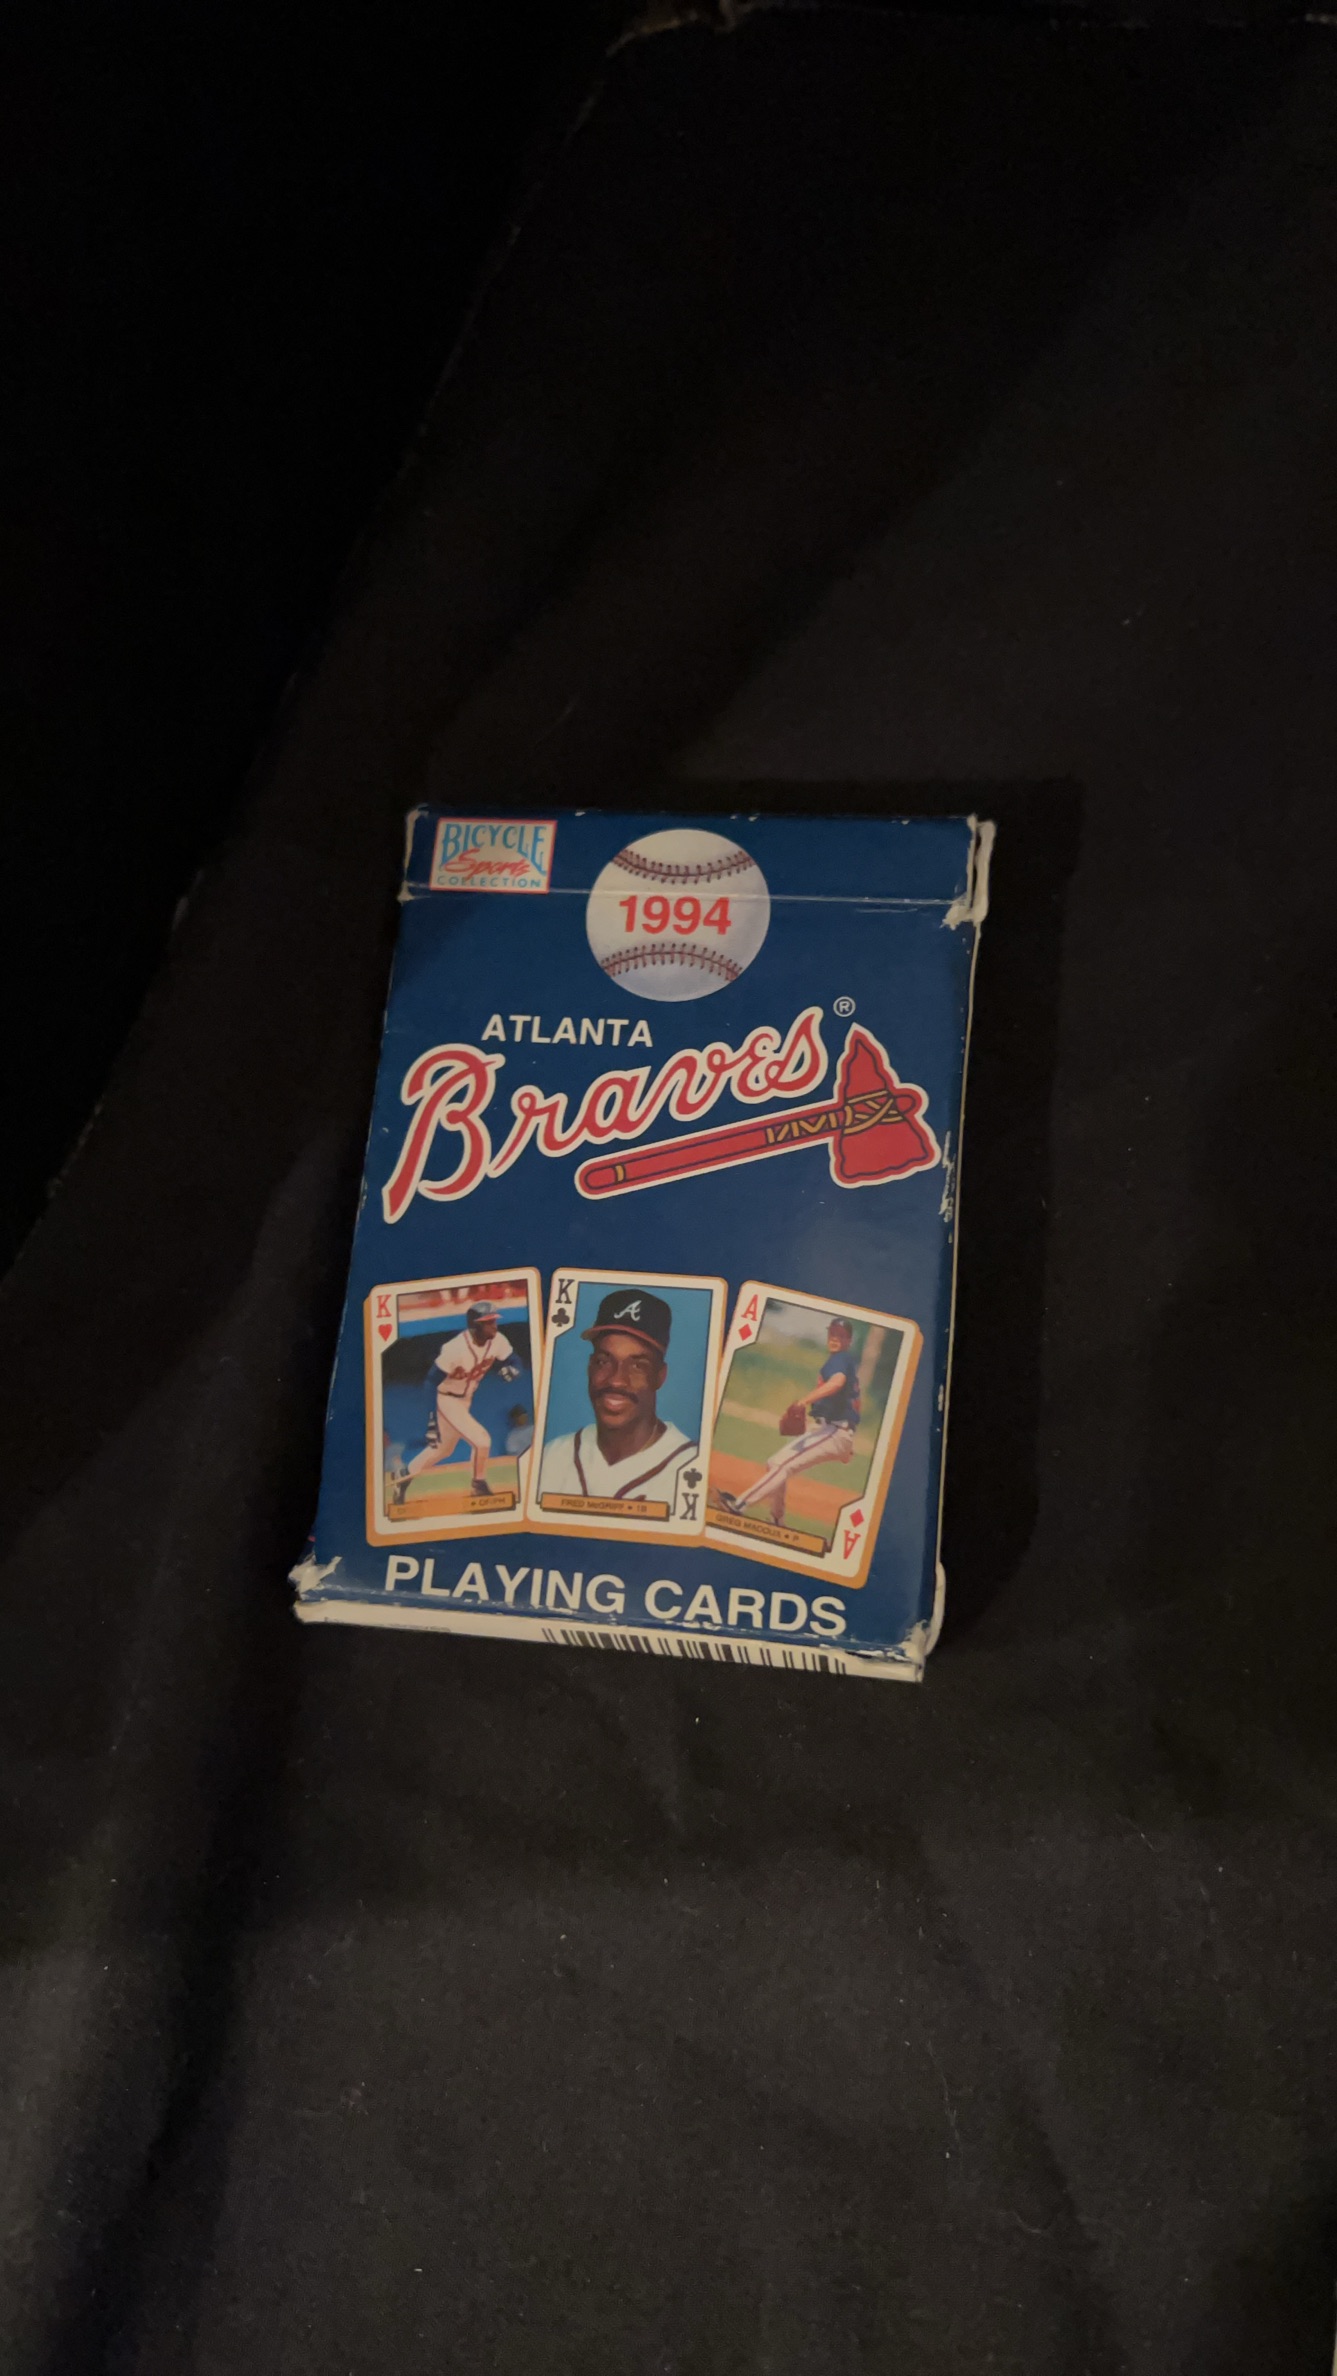 BICYCLE
Sports
COLLECTION
1994
ATLANTA
Braves®
K
K
A
FRED McGRIFF • 1B
GREG MADDUX • P
K
A
PLAYING CARDS